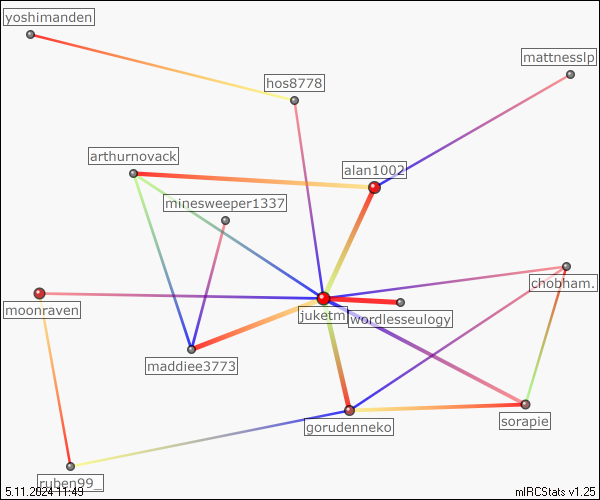 yoshimanden
mattnesslp
hos8778
arthurnovack
alan1002
minesweeper1337
chobham.
moonraven
juketm
wordlesseulogy
maddiee3773
sorapie
gorudenneko
ruben99_
5.11.2024 11:49
mIRCStats v1.25